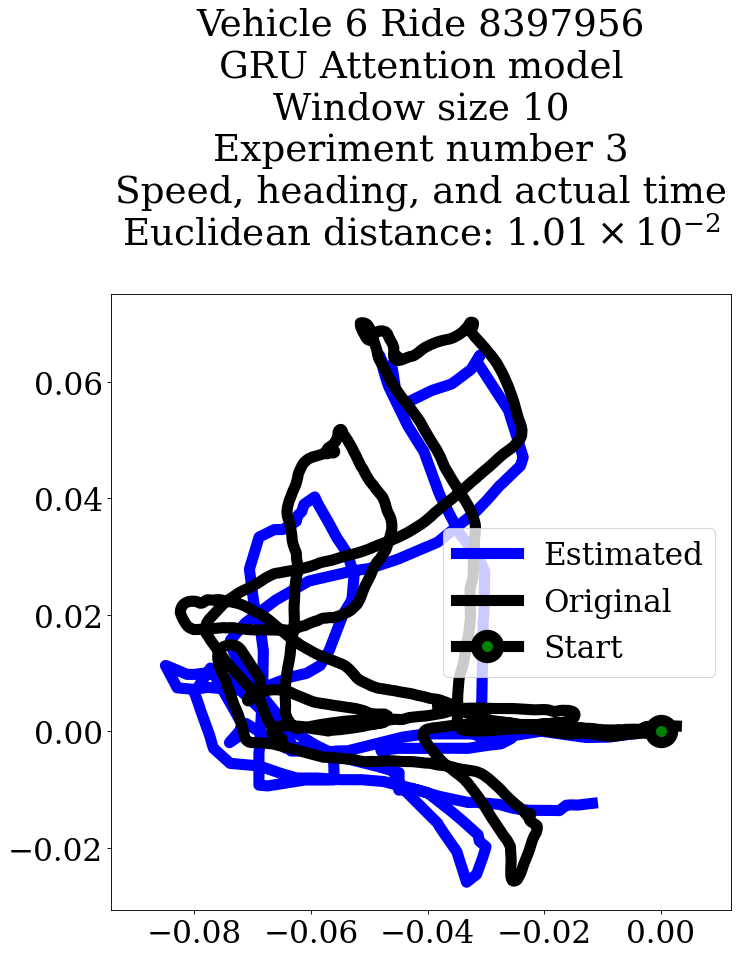 Vehicle 6 Ride 8397956
GRU Attention model
Window size 10
Experiment number 3
Speed, heading, and actual time
Euclidean distance: 1.01 × 10⁻²
0.06
0.04
0.02
0.00
−0.02
Estimated
Original
Start
−0.08 −0.06 −0.04 −0.02 0.00